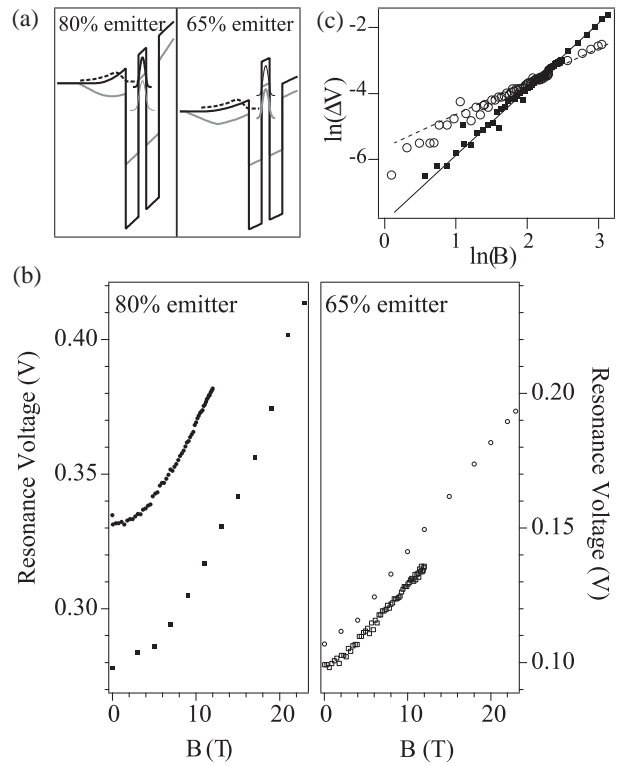 (a)
80% emitter
65% emitter
(c)
-2
-4
-6
ln(ΔV)
0
1
2
3
ln(B)
(b)
80% emitter
65% emitter
0.40
0.35
0.30
Resonance Voltage (V)
0.20
0.15
0.10
Resonance Voltage (V)
0
10
20
0
10
20
B (T)
B (T)